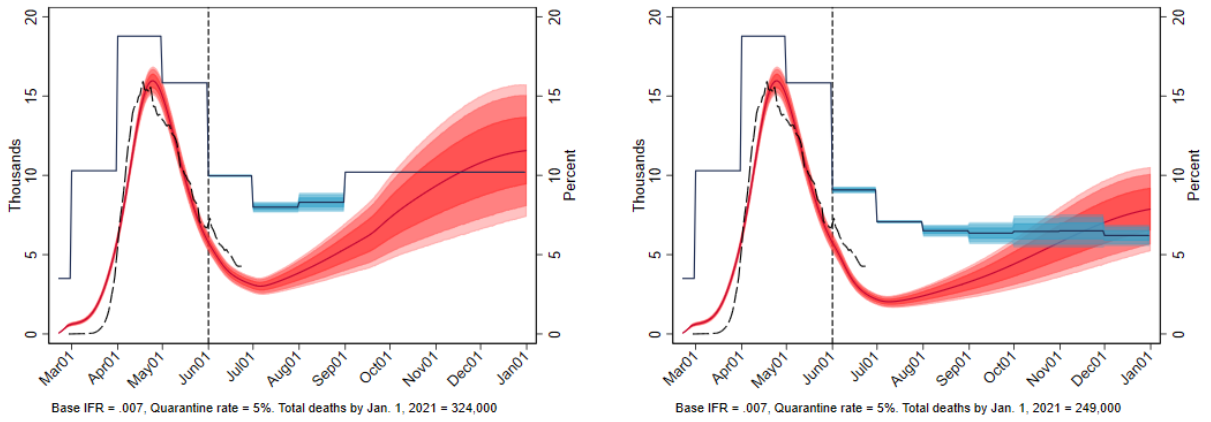 20
15
10
5
0
Thousands
20
15
10
5
0
Percent
Mar01
Apr01
May01
Jun01
Jul01
Aug01
Sep01
Oct01
Nov01
Dec01
Jan01
Base IFR = .007, Quarantine rate = 5%. Total deaths by Jan. 1, 2021 = 324,000
20
15
10
5
0
Thousands
20
15
10
5
0
Percent
Mar01
Apr01
May01
Jun01
Jul01
Aug01
Sep01
Oct01
Nov01
Dec01
Jan01
Base IFR = .007, Quarantine rate = 5%. Total deaths by Jan. 1, 2021 = 249,000